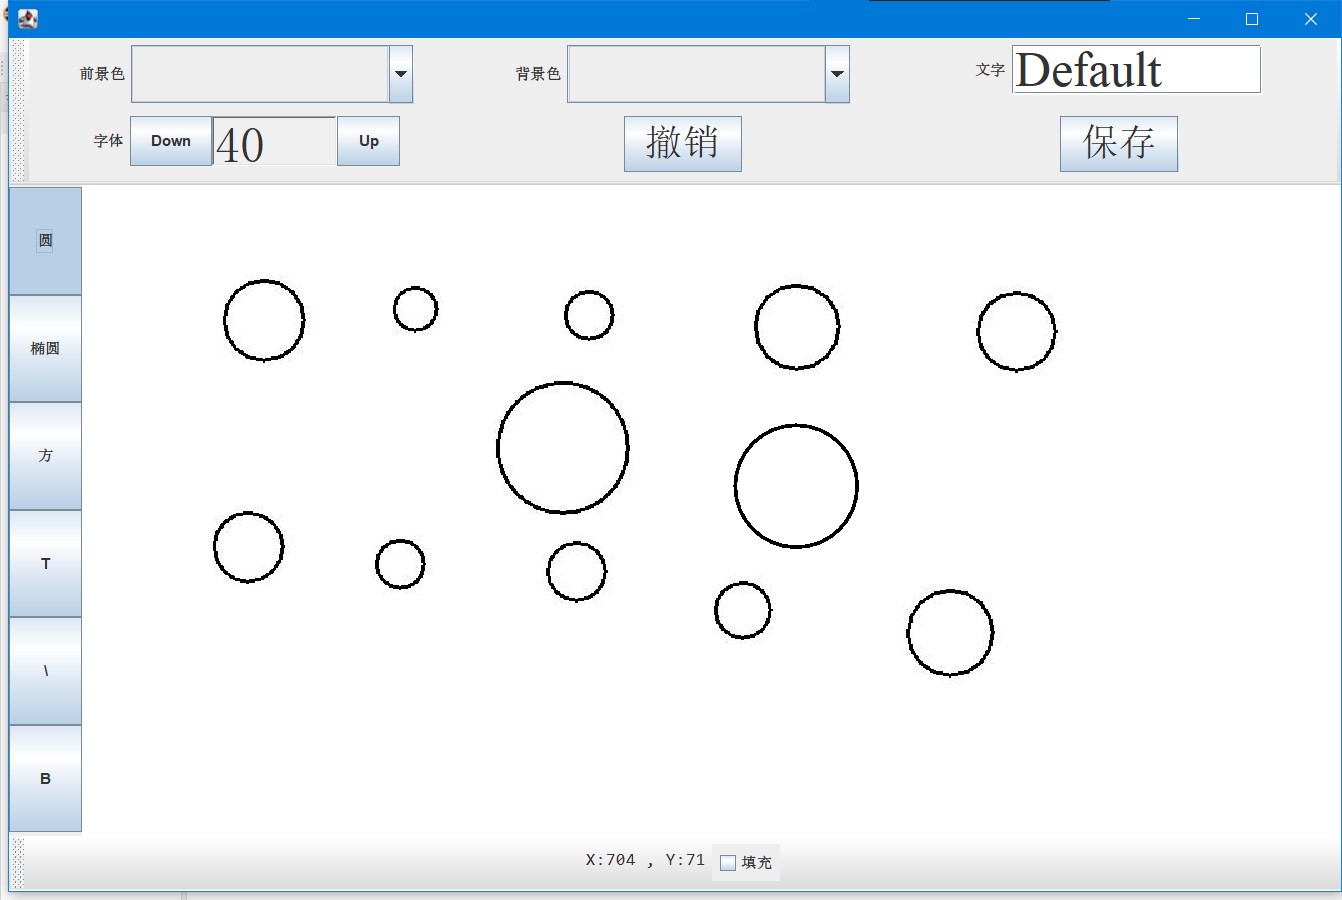 前景色
背景色
文字 Default
字体 Down 40 Up
撤销
保存
圆
椭圆
方
T
\
B
X:704 , Y:71 填充